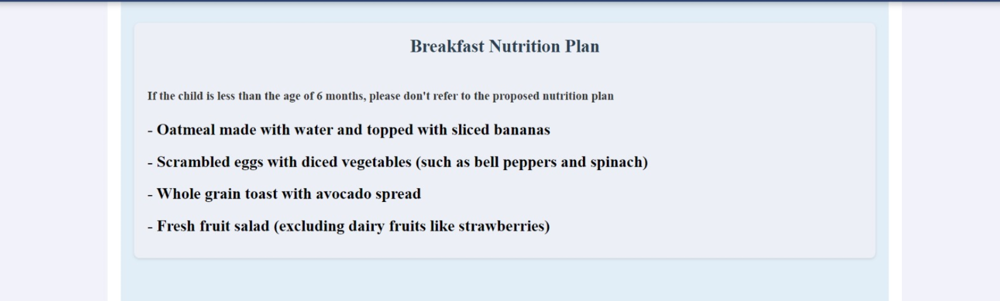 Breakfast Nutrition Plan
If the child is less than the age of 6 months, please don't refer to the proposed nutrition plan
- Oatmeal made with water and topped with sliced bananas
- Scrambled eggs with diced vegetables (such as bell peppers and spinach)
- Whole grain toast with avocado spread
- Fresh fruit salad (excluding dairy fruits like strawberries)